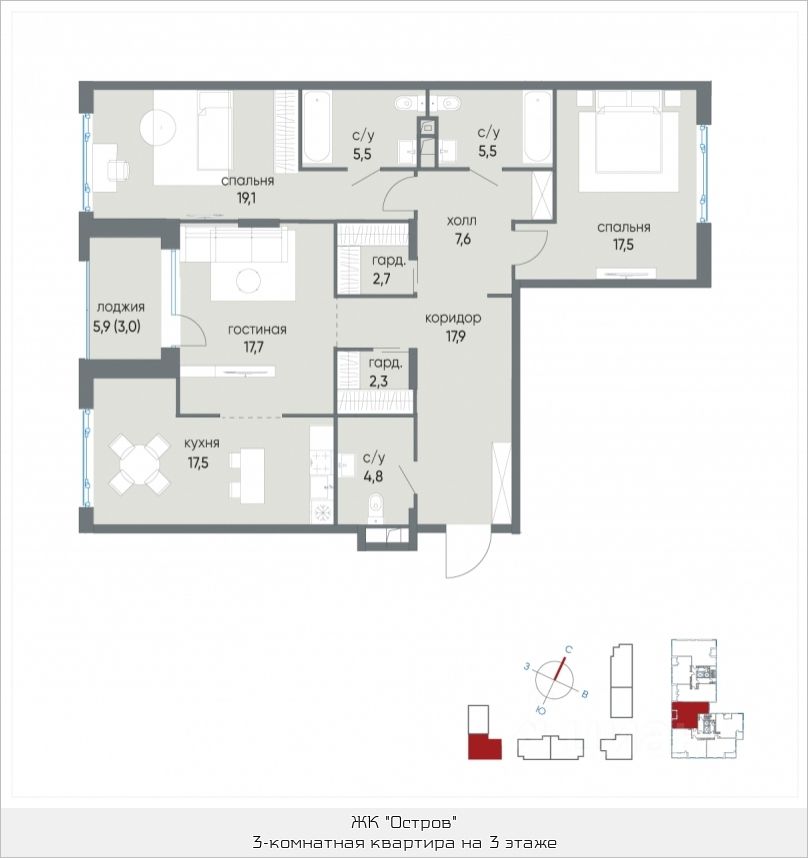 с/у
5,5
с/у
5,5
спальня
19,1
холл
7,6
спальня
17,5
гард.
2,7
лоджия
5,9 (3,0)
гостиная
17,7
коридор
17,9
гард.
2,3
кухня
17,5
с/у
4,8
С
З
В
Ю
ЖК "Остров"
3-комнатная квартира на 3 этаже